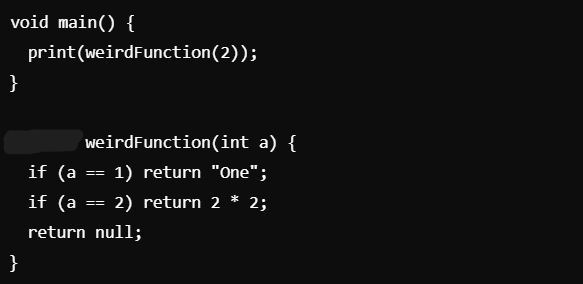 void main() {
print(weirdFunction(2));
}
weirdFunction(int a) {
if (a == 1) return "One";
if (a == 2) return 2 * 2;
return null;
}